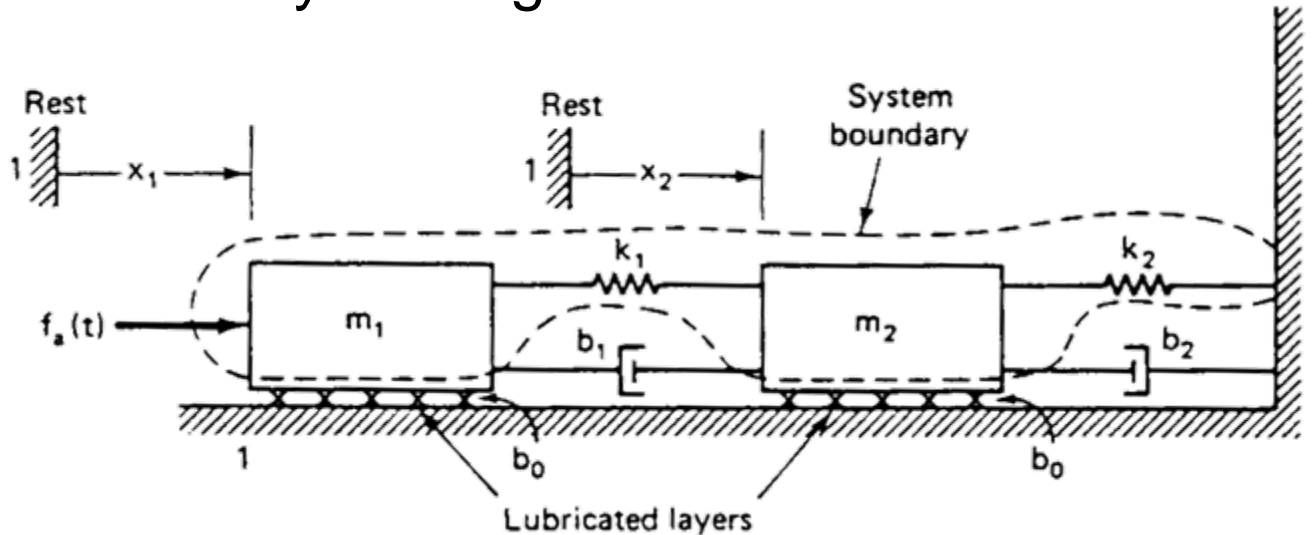 Rest
Rest
System
boundary
1
x₁
1
x₂
k₁
k₂
fₐ(t)
m₁
b₁
m₂
b₂
1
b₀
b₀
Lubricated layers